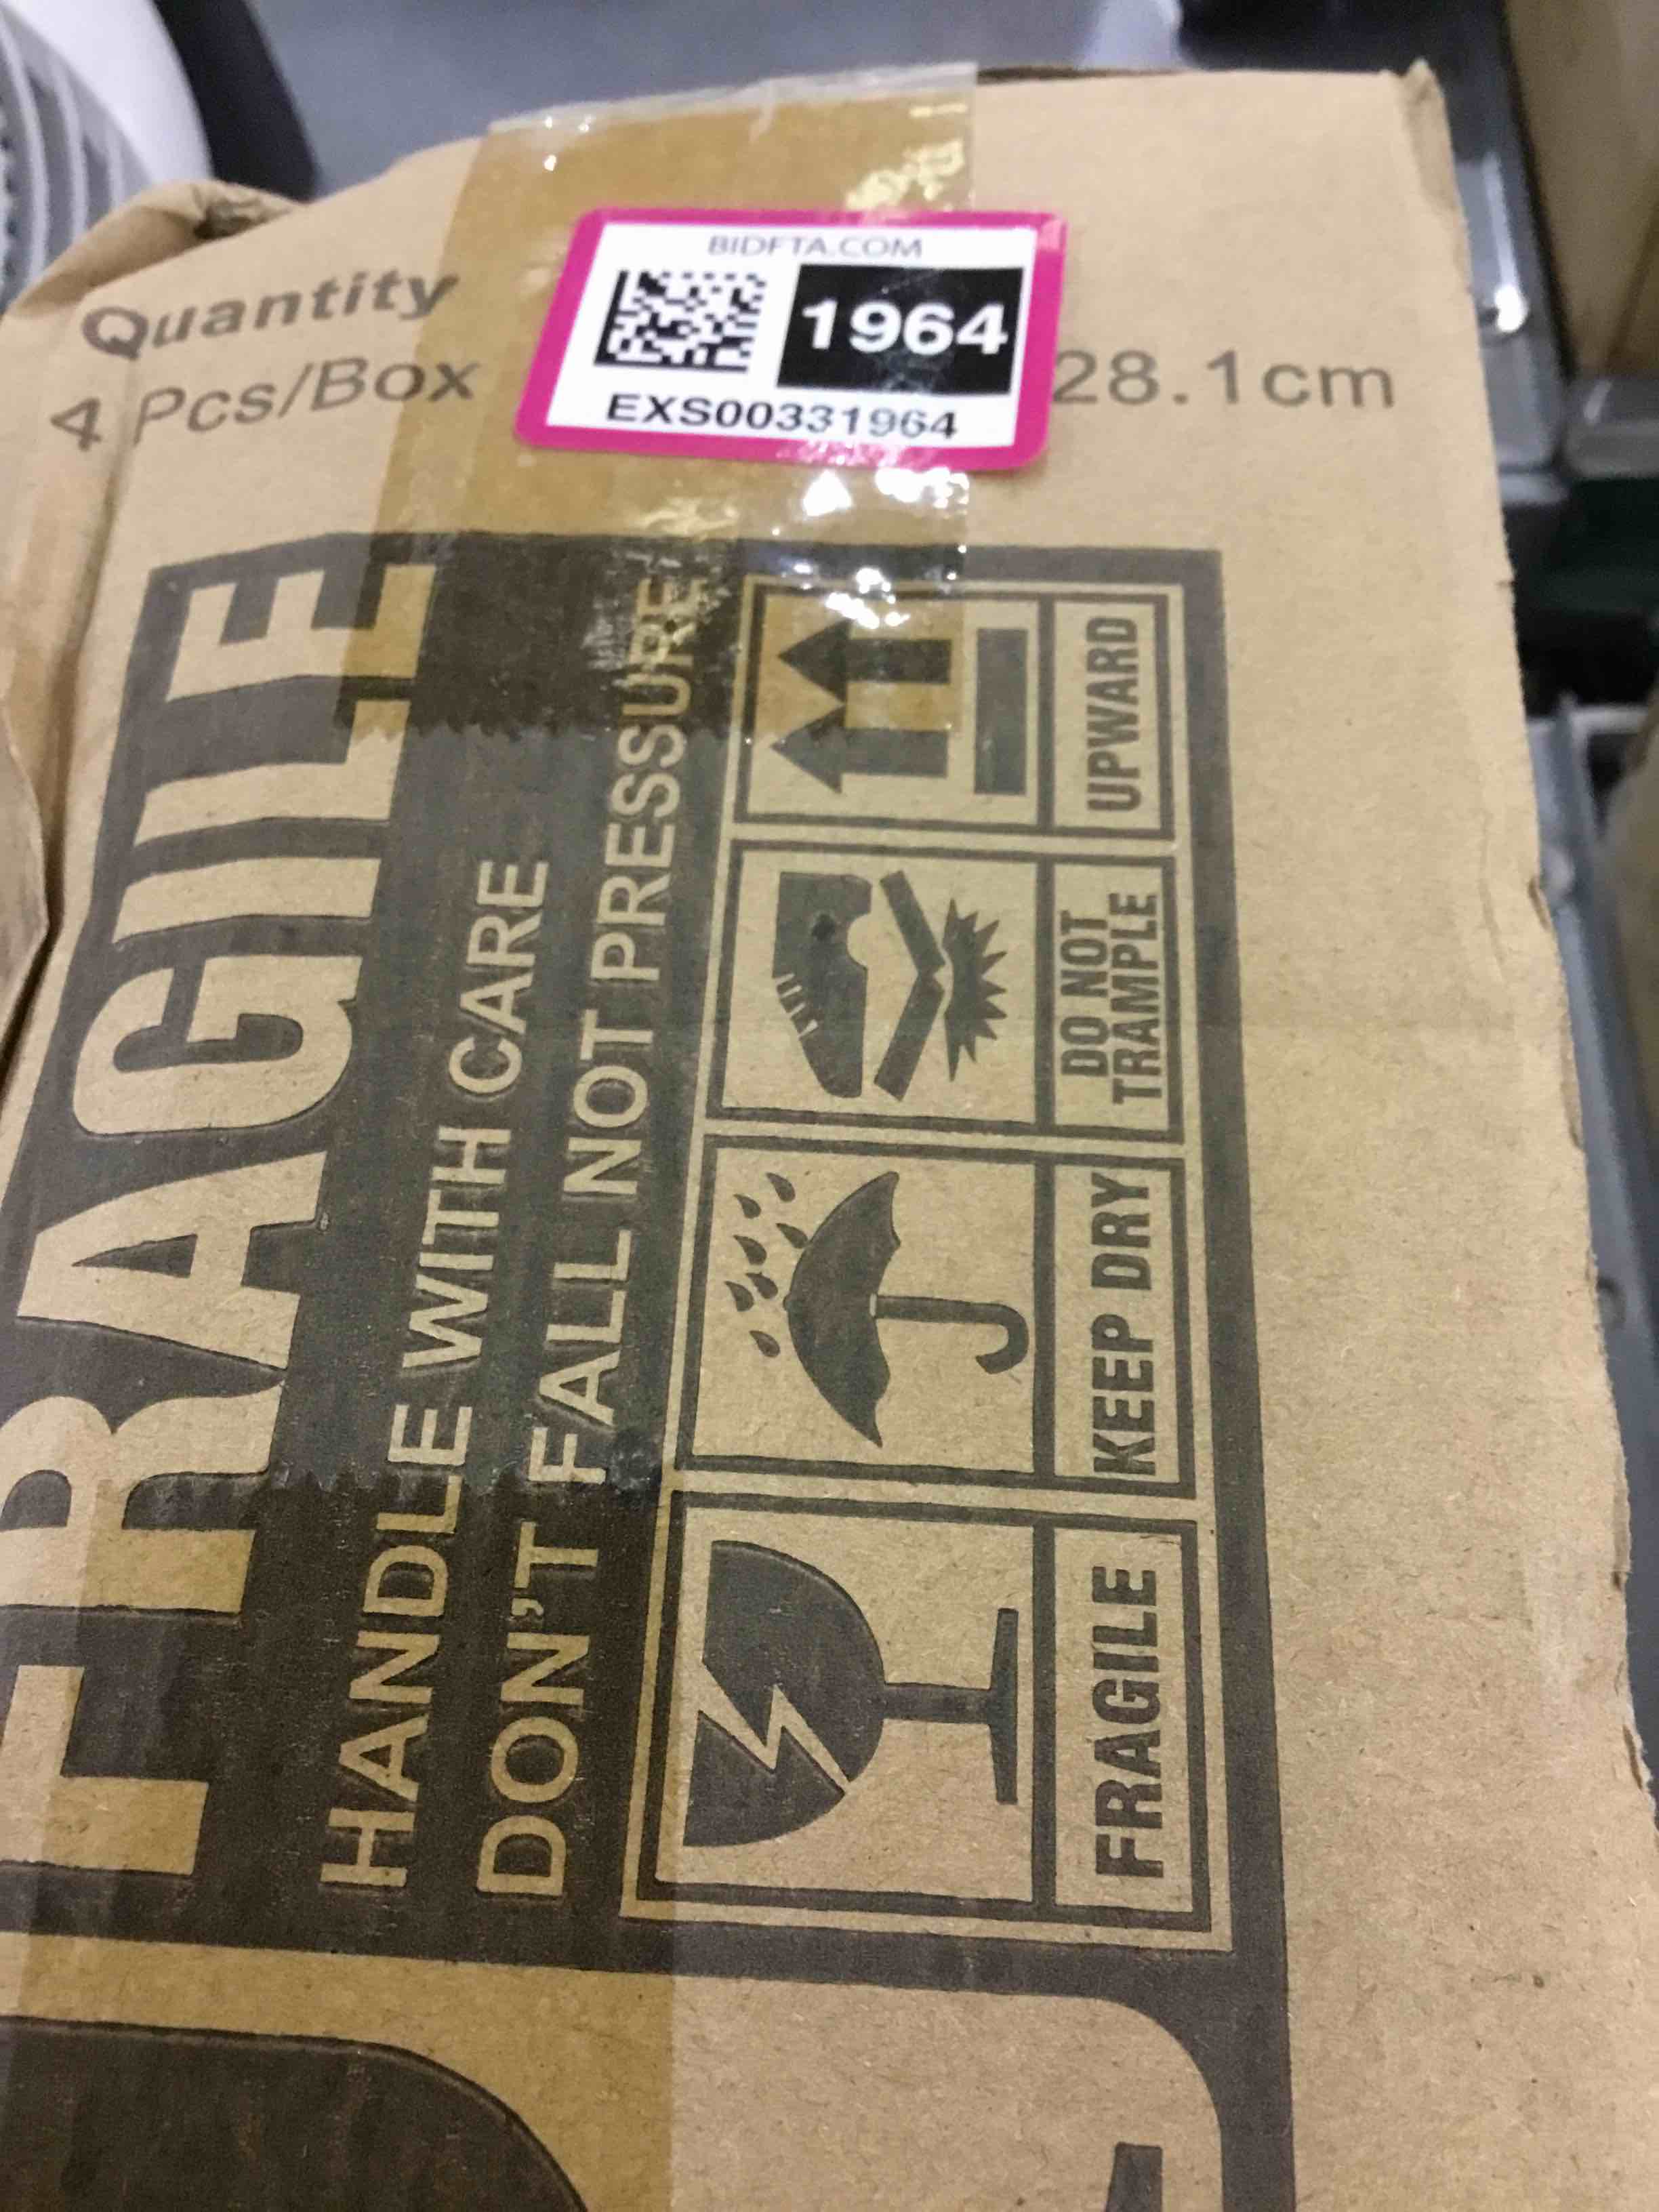 Quantity
4 Pcs/Box
BIDFTA.COM
1964
EXS00331964
28.1cm
FRAGILE
HANDLE WITH CARE
DON'T FALL NOT PRESSURE
FRAGILE
KEEP DRY
DO NOT
TRAMPLE
UPWARD